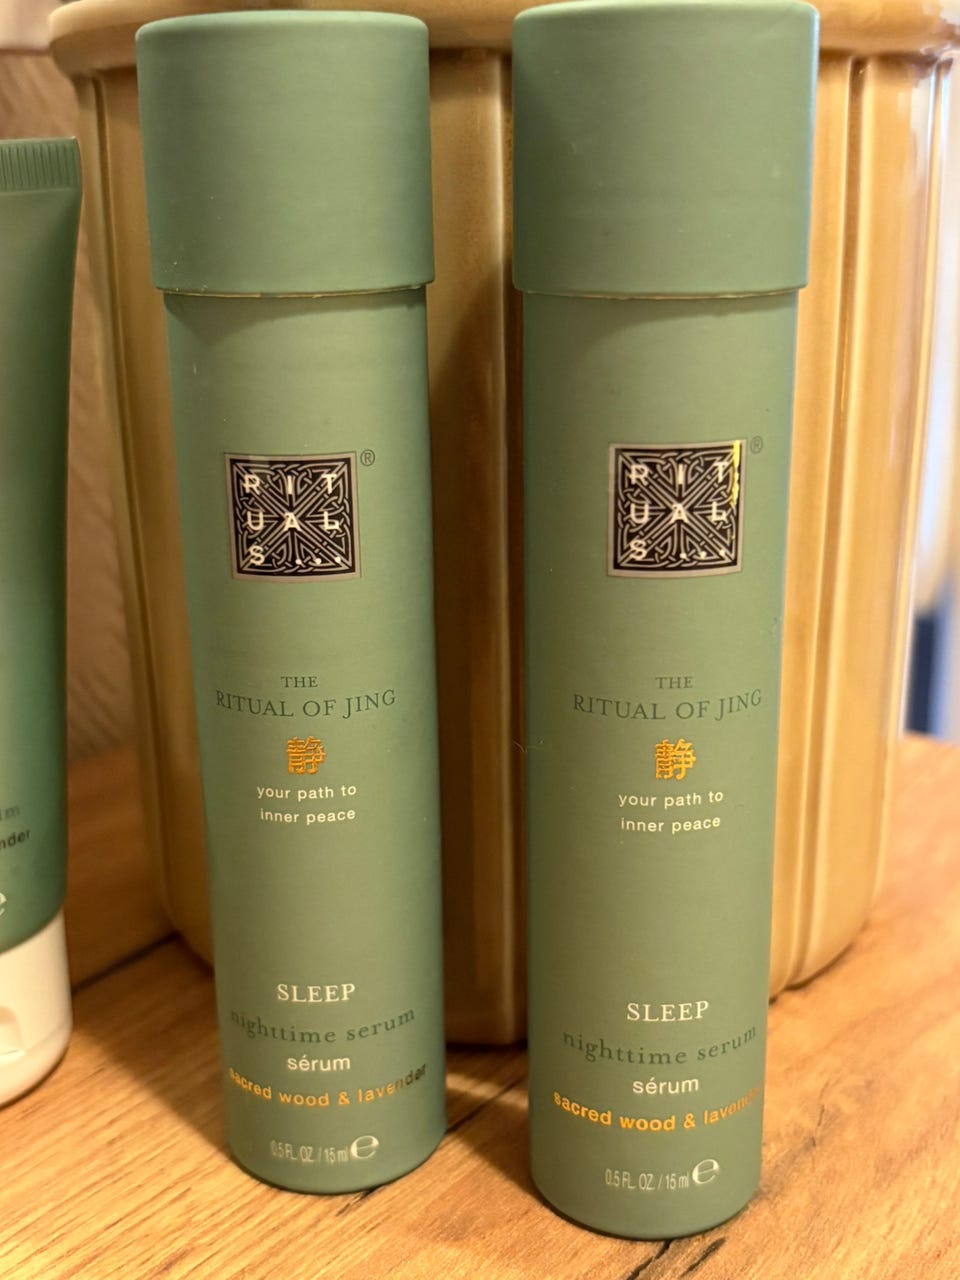 RIT
UAL
S...
®
THE
RITUAL OF JING
静
your path to
inner peace
SLEEP
nighttime serum
sérum
sacred wood & lavender
0.5 FL. OZ. / 15 ml ℮
RIT
UAL
S...
®
THE
RITUAL OF JING
静
your path to
inner peace
SLEEP
nighttime serum
sérum
sacred wood & lavende
0.5 FL. OZ. / 15 ml ℮